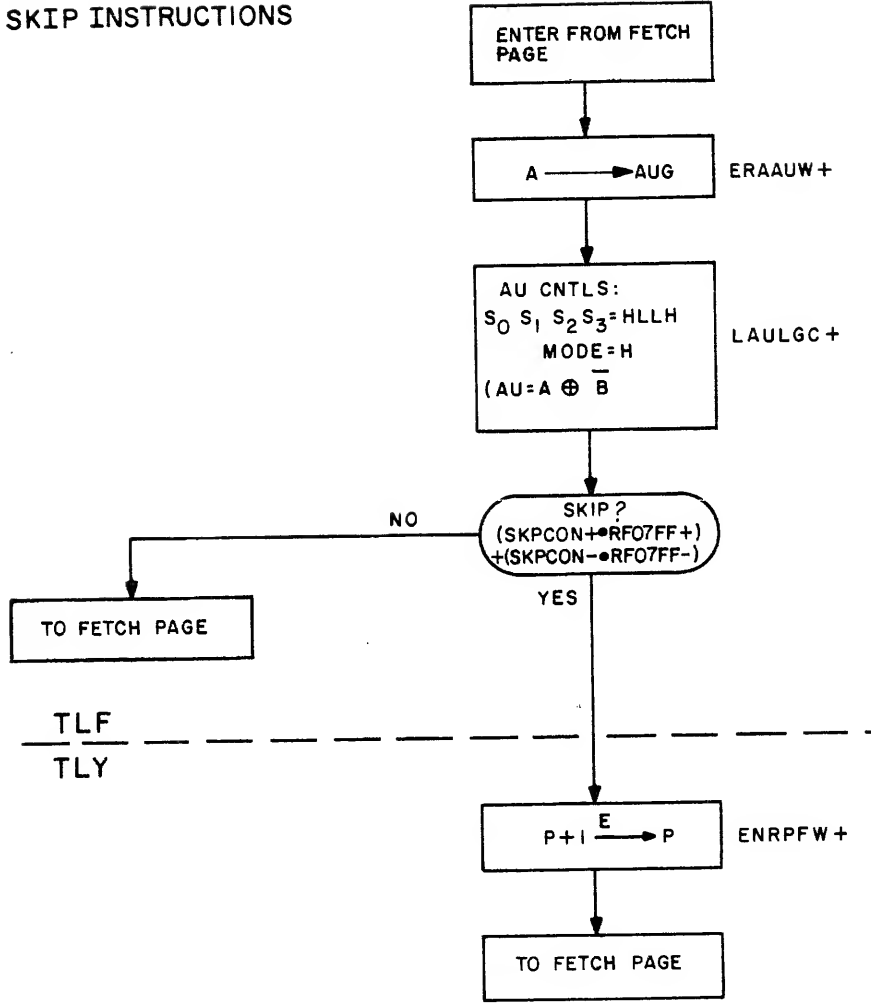 SKIP INSTRUCTIONS
ENTER FROM FETCH
PAGE
A → AUG
ERAAUW+
AU CNTLS:
S₀ S₁ S₂ S₃=HLLH
MODE=H
(AU=A ⊕ B̅
LAULGC+
SKIP?
(SKPCON+•RF07FF+)
+(SKPCON-•RF07FF-)
NO
YES
TO FETCH PAGE
TLF
TLY
E
P+1 → P
ENRPFW+
TO FETCH PAGE